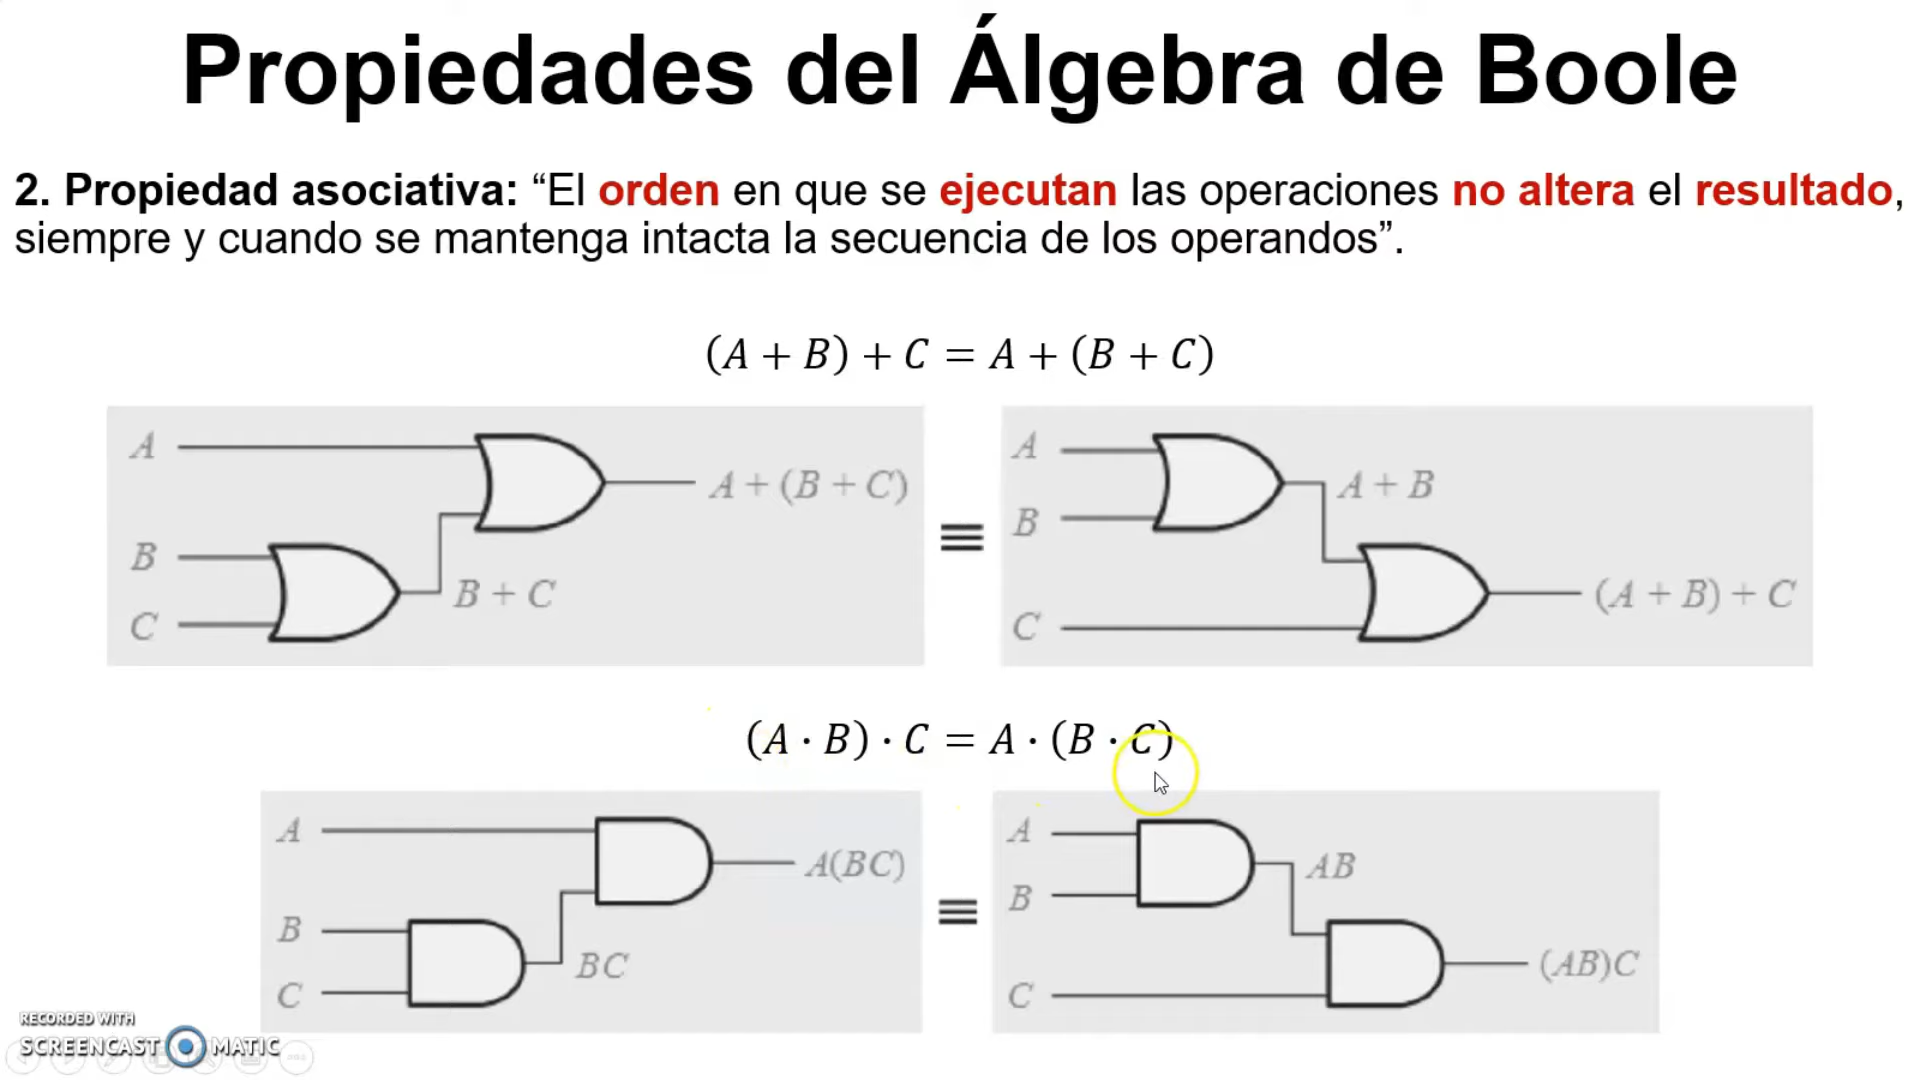 Propiedades del Álgebra de Boole
2. Propiedad asociativa: “El orden en que se ejecutan las operaciones no altera el resultado,
siempre y cuando se mantenga intacta la secuencia de los operandos”.
(A + B) + C = A + (B + C)
A
A + (B + C)
B
B + C
C
≡
A
A + B
B
(A + B) + C
C
(A · B) · C = A · (B · C)
A
A(BC)
B
BC
C
≡
A
AB
B
(AB)C
C
RECORDED WITH
SCREENCAST MATIC